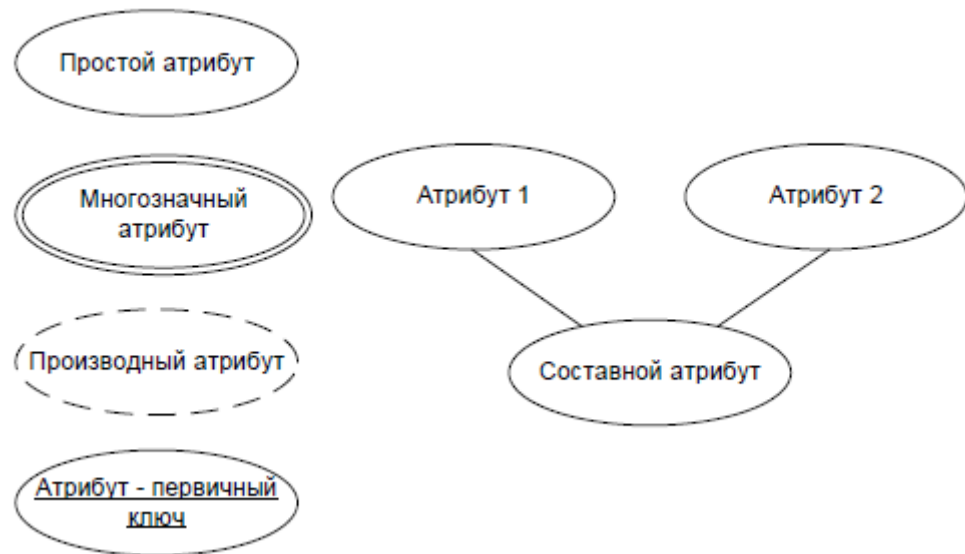 Простой атрибут
Многозначный
атрибут
Атрибут 1
Атрибут 2
Производный атрибут
Составной атрибут
Атрибут - первичный
ключ